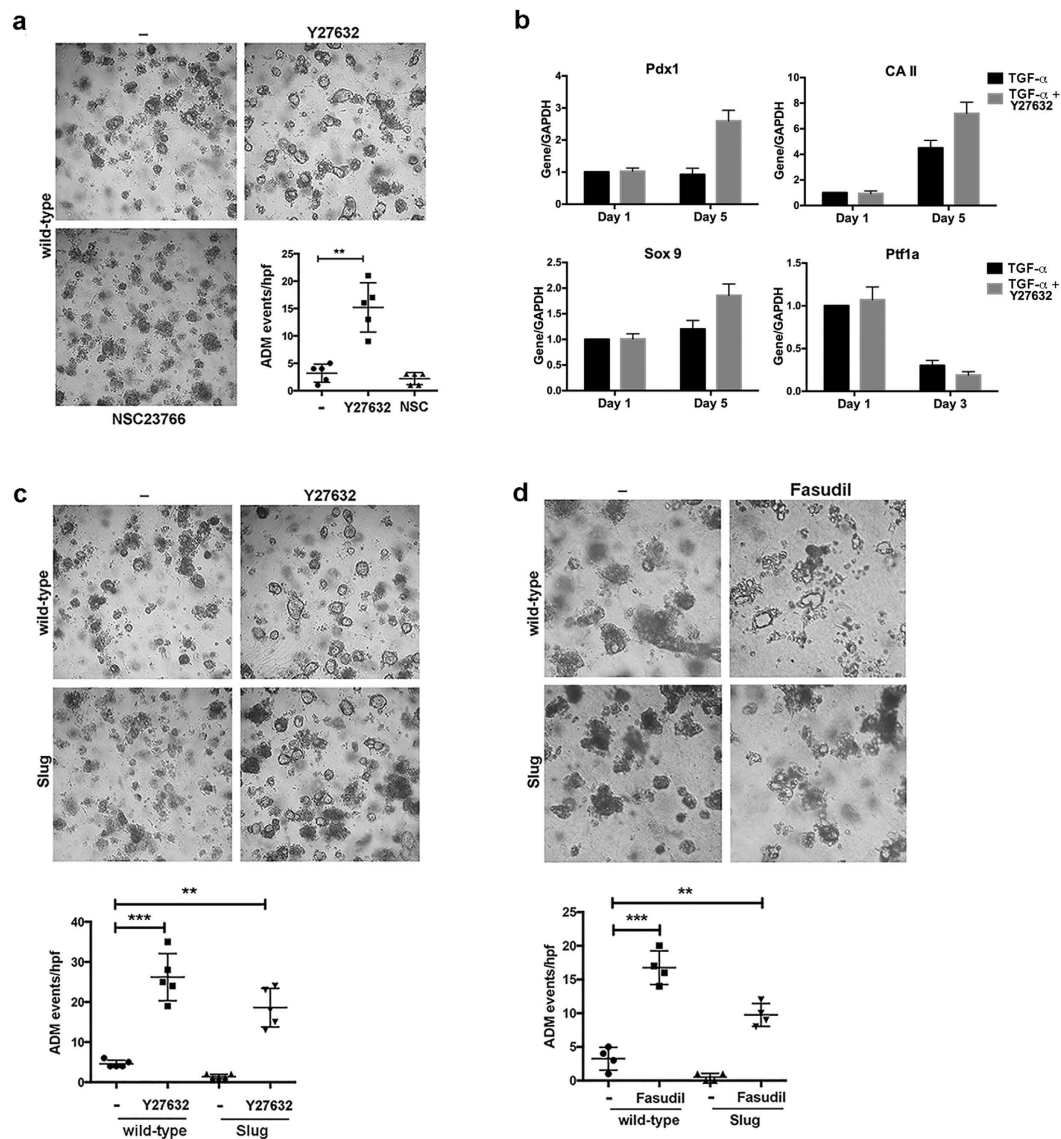 a
–
Y27632
wild-type
NSC23766
ADM events/hpf
25
20
15
10
5
0
**
-
Y27632
NSC
b
Pdx1
Gene/GAPDH
4
3
2
1
0
Day 1
Day 5
CA II
Gene/GAPDH
10
8
6
4
2
0
Day 1
Day 5
TGF-α
TGF-α +
Y27632
Sox 9
Gene/GAPDH
2.5
2.0
1.5
1.0
0.5
0.0
Day 1
Day 5
Ptf1a
Gene/GAPDH
1.5
1.0
0.5
0.0
Day 1
Day 3
TGF-α
TGF-α +
Y27632
c
–
Y27632
wild-type
Slug
ADM events/hpf
40
30
20
10
0
**
***
-
Y27632
-
Y27632
wild-type
Slug
d
–
Fasudil
wild-type
Slug
ADM events/hpf
25
20
15
10
5
0
**
***
-
Fasudil
-
Fasudil
wild-type
Slug